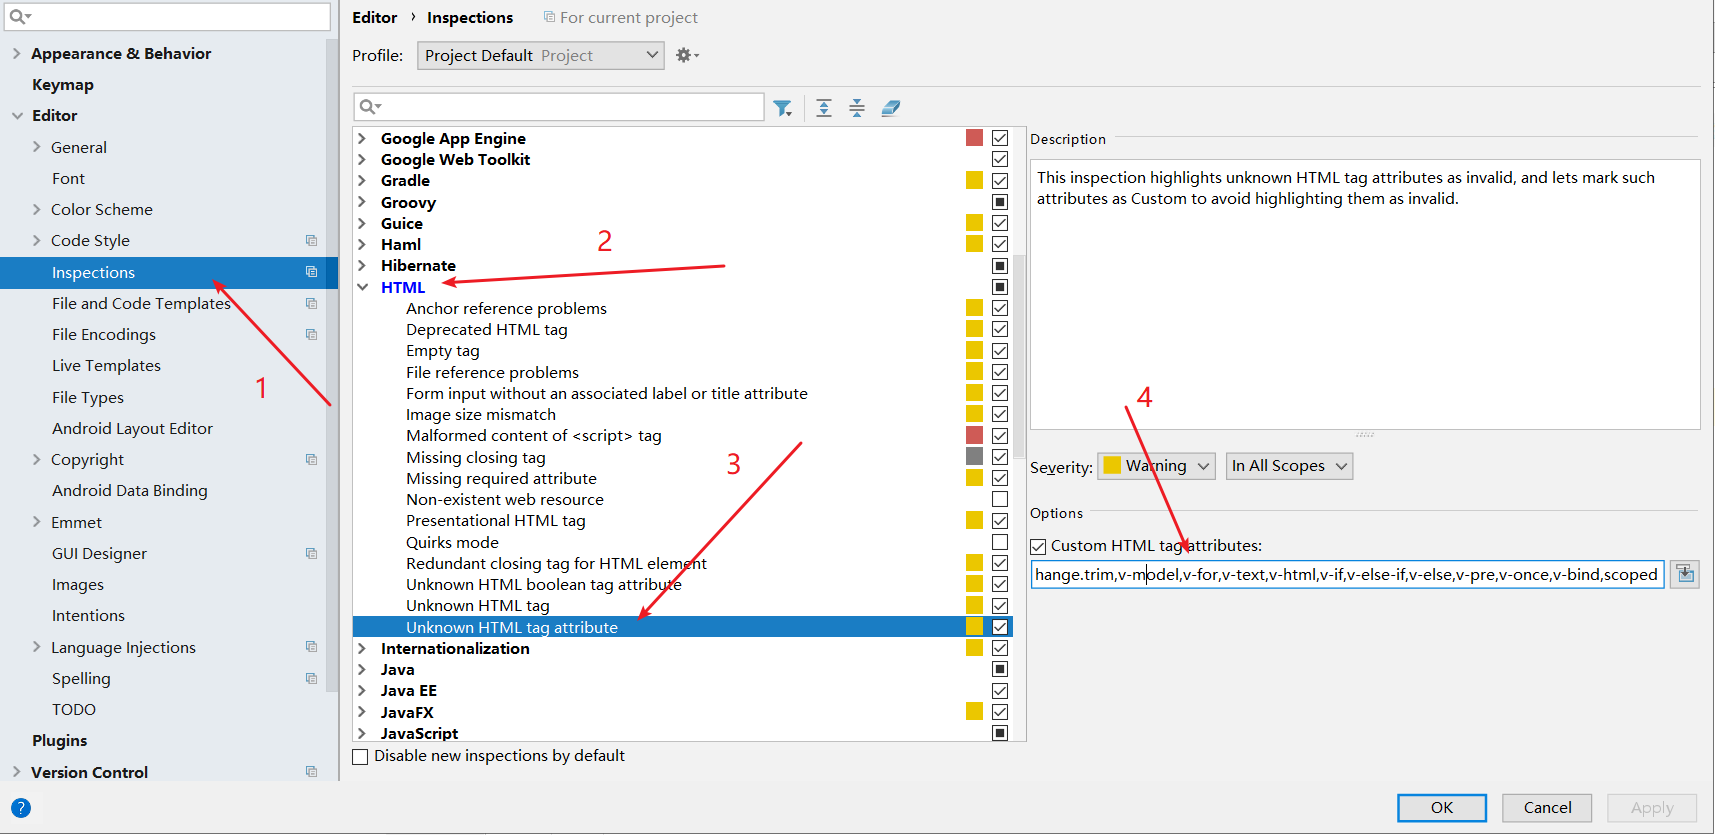 Appearance & Behavior
Keymap
Editor
General
Font
Color Scheme
Code Style
Inspections
File and Code Templates
File Encodings
Live Templates
File Types
Android Layout Editor
Copyright
Android Data Binding
Emmet
GUI Designer
Images
Intentions
Language Injections
Spelling
TODO
Plugins
Version Control
?
1
Editor › Inspections For current project
Profile: Project Default Project
Google App Engine
Google Web Toolkit
Gradle
Groovy
Guice
Haml
Hibernate
HTML
Anchor reference problems
Deprecated HTML tag
Empty tag
File reference problems
Form input without an associated label or title attribute
Image size mismatch
Malformed content of <script> tag
Missing closing tag
Missing required attribute
Non-existent web resource
Presentational HTML tag
Quirks mode
Redundant closing tag for HTML element
Unknown HTML boolean tag attribute
Unknown HTML tag
Unknown HTML tag attribute
Internationalization
Java
Java EE
JavaFX
JavaScript
2
3
Disable new inspections by default
Description
This inspection highlights unknown HTML tag attributes as invalid, and lets mark such
attributes as Custom to avoid highlighting them as invalid.
4
Severity: Warning In All Scopes
Options
Custom HTML tag attributes:
hange.trim,v-model,v-for,v-text,v-html,v-if,v-else-if,v-else,v-pre,v-once,v-bind,scoped
OK Cancel Apply